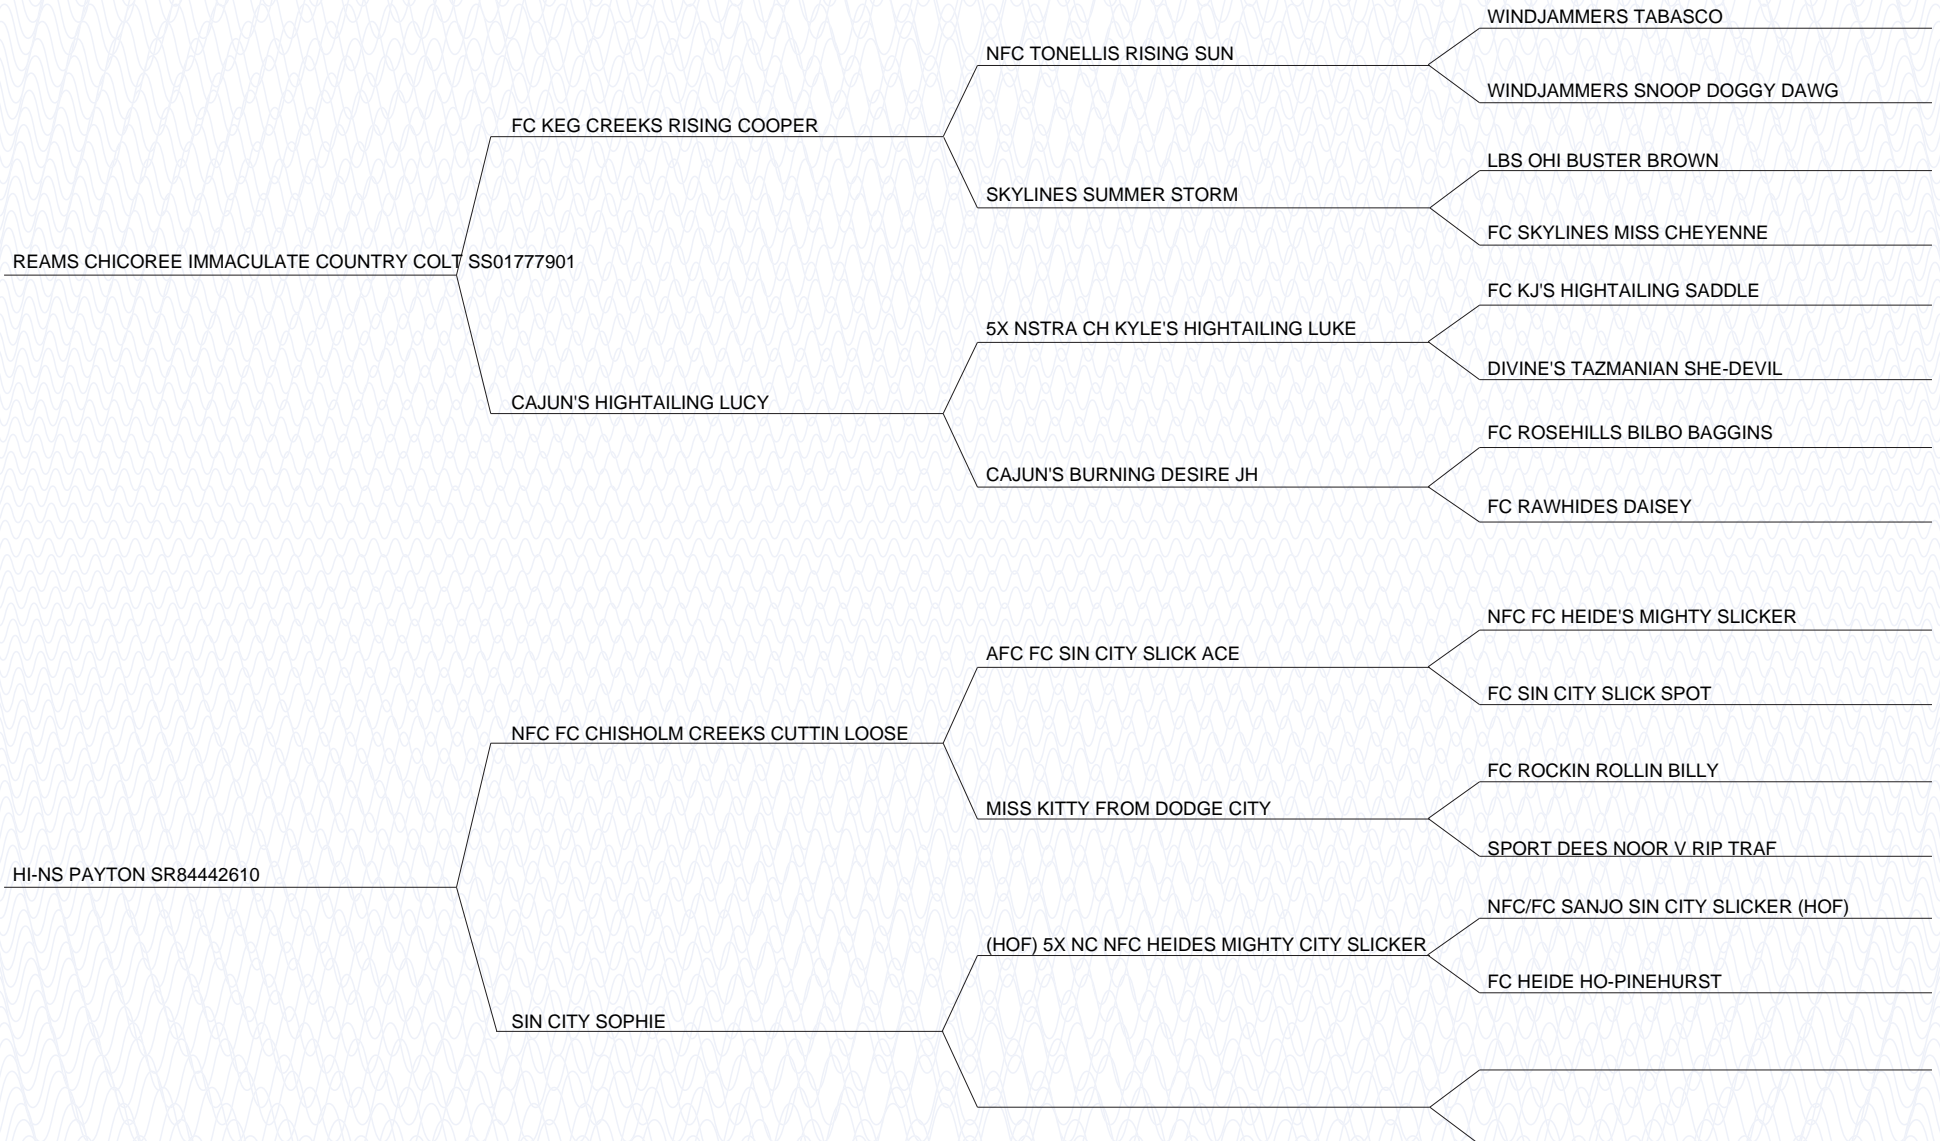 WINDJAMMERS TABASCO
NFC TONELLIS RISING SUN
WINDJAMMERS SNOOP DOGGY DAWG
FC KEG CREEKS RISING COOPER
LBS OHI BUSTER BROWN
SKYLINES SUMMER STORM
FC SKYLINES MISS CHEYENNE
REAMS CHICOREE IMMACULATE COUNTRY COLT SS01777901
FC KJ'S HIGHTAILING SADDLE
5X NSTRA CH KYLE'S HIGHTAILING LUKE
DIVINE'S TAZMANIAN SHE-DEVIL
CAJUN'S HIGHTAILING LUCY
FC ROSEHILLS BILBO BAGGINS
CAJUN'S BURNING DESIRE JH
FC RAWHIDES DAISEY
NFC FC HEIDE'S MIGHTY SLICKER
AFC FC SIN CITY SLICK ACE
FC SIN CITY SLICK SPOT
NFC FC CHISHOLM CREEKS CUTTIN LOOSE
FC ROCKIN ROLLIN BILLY
MISS KITTY FROM DODGE CITY
SPORT DEES NOOR V RIP TRAF
HI-NS PAYTON SR84442610
NFC/FC SANJO SIN CITY SLICKER (HOF)
(HOF) 5X NC NFC HEIDES MIGHTY CITY SLICKER
FC HEIDE HO-PINEHURST
SIN CITY SOPHIE